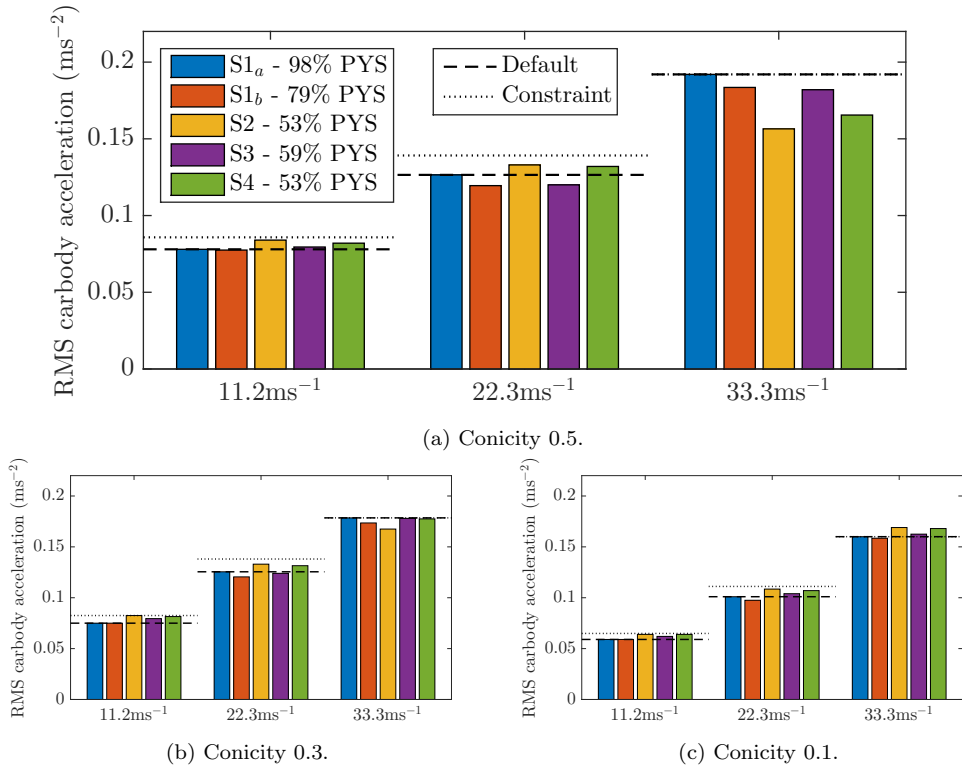 RMS carbody acceleration (ms⁻²)
0.2
0.15
0.1
0.05
0
S1ₐ - 98% PYS
S1_b - 79% PYS
S2 - 53% PYS
S3 - 59% PYS
S4 - 53% PYS
Default
Constraint
11.2ms⁻¹ 22.3ms⁻¹ 33.3ms⁻¹
(a) Conicity 0.5.
RMS carbody acceleration (ms⁻²)
0.2
0.15
0.1
0.05
0
11.2ms⁻¹ 22.3ms⁻¹ 33.3ms⁻¹
(b) Conicity 0.3.
RMS carbody acceleration (ms⁻²)
0.2
0.15
0.1
0.05
0
11.2ms⁻¹ 22.3ms⁻¹ 33.3ms⁻¹
(c) Conicity 0.1.